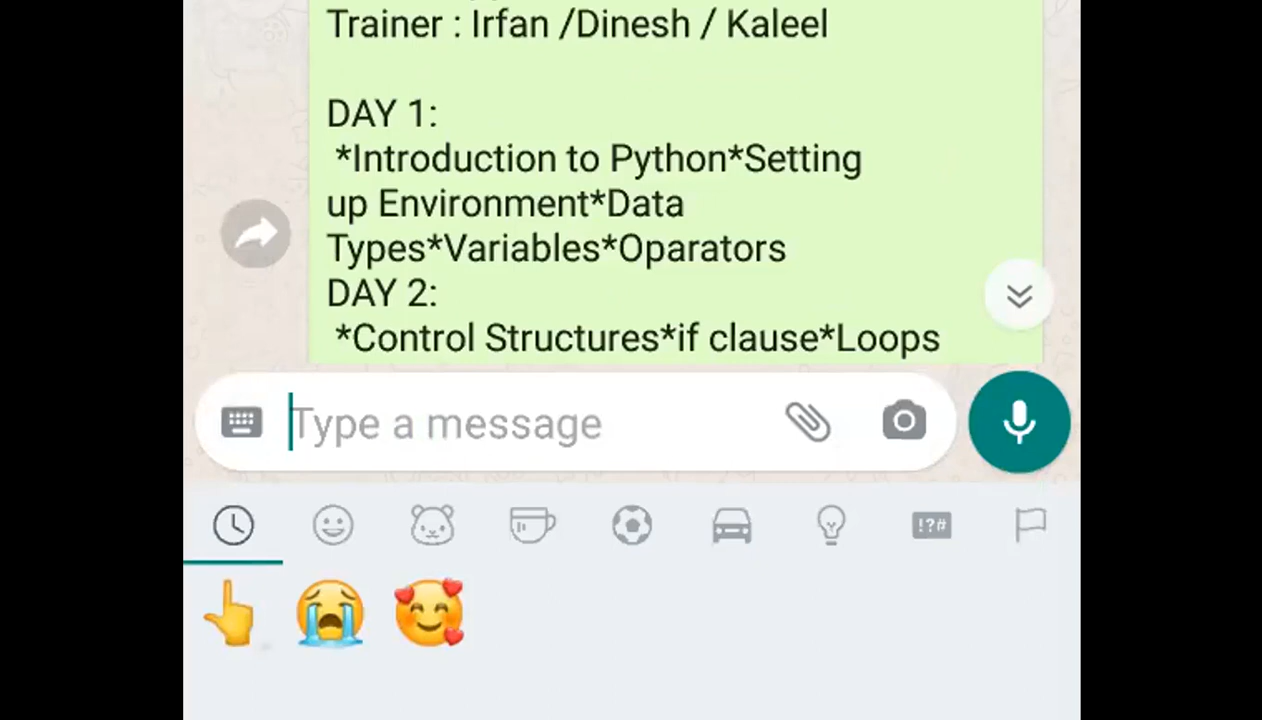 Trainer : Irfan /Dinesh / Kaleel
DAY 1:
*Introduction to Python*Setting
up Environment*Data
Types*Variables*Oparators
DAY 2:
*Control Structures*if clause*Loops
Type a message
!?#